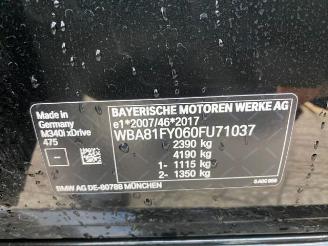 Made in
Germany
M340i xDrive
475
BAYERISCHE MOTOREN WERKE AG
e1*2007/46*2017
WBA81FY060FU71037
2390 kg
4190 kg
1- 1115 kg
2- 1350 kg
BMW AG DE-80788 MÜNCHEN